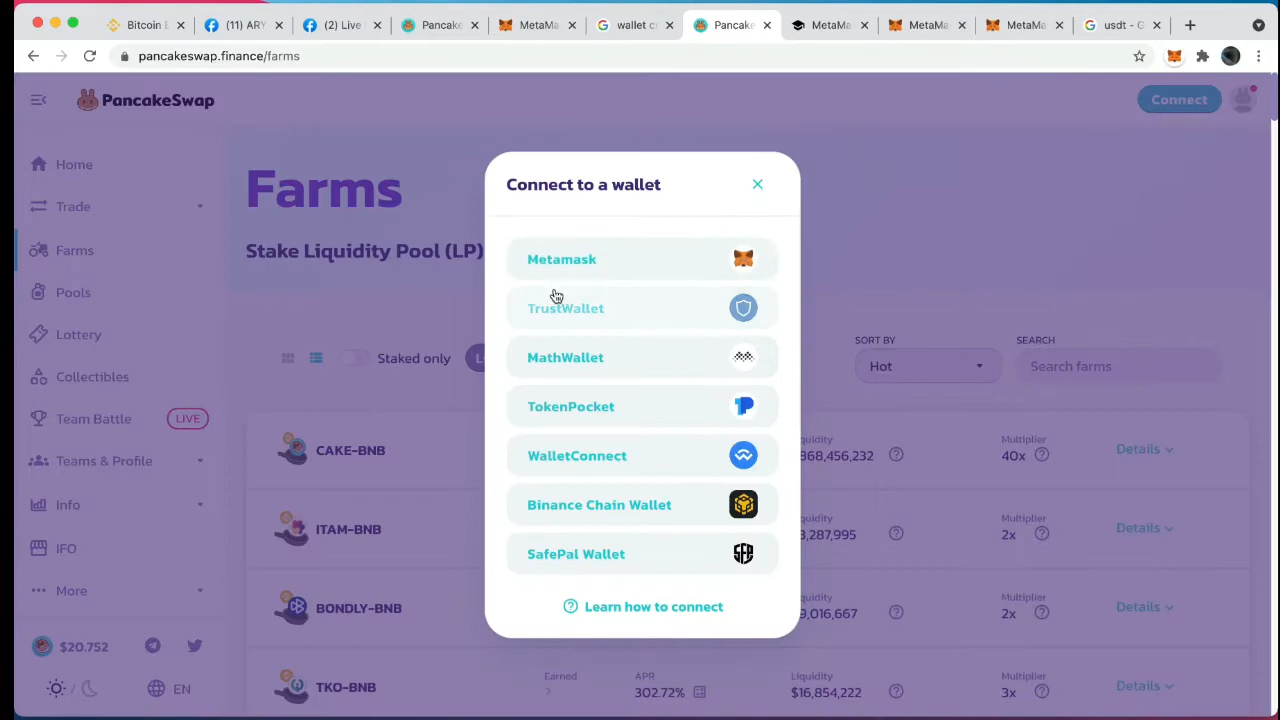 Bitcoin E
(11) ARY
(2) Live
Pancake
MetaMa
wallet c
Pancake
MetaMa
MetaMa
MetaMa
usdt - G
pancakeswap.finance/farms
PancakeSwap
Connect
Home
Trade
Farms
Pools
Lottery
Collectibles
Team Battle
LIVE
Teams & Profile
Info
IFO
More
$20.752
EN
Farms
Stake Liquidity Pool (LP)
Staked only
L
SORT BY
Hot
SEARCH
Search farms
Connect to a wallet
Metamask
TrustWallet
MathWallet
TokenPocket
WalletConnect
Binance Chain Wallet
SafePal Wallet
Learn how to connect
CAKE-BNB
quidity
868,456,232
Multiplier
40x
Details
ITAM-BNB
quidity
3,287,995
Multiplier
2x
Details
BONDLY-BNB
quidity
9,016,667
Multiplier
2x
Details
TKO-BNB
Earned
?
APR
302.72%
Liquidity
$16,854,222
Multiplier
3x
Details